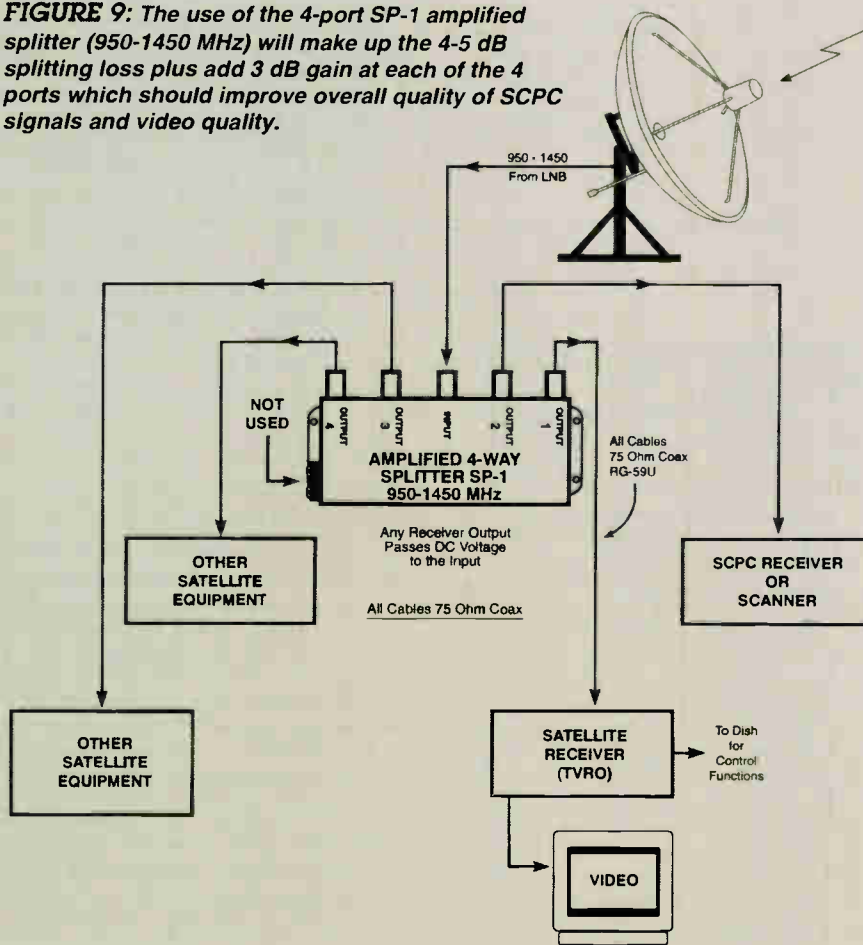 FIGURE 9: The use of the 4-port SP-1 amplified
splitter (950-1450 MHz) will make up the 4-5 dB
splitting loss plus add 3 dB gain at each of the 4
ports which should improve overall quality of SCPC
signals and video quality.
950 - 1450
From LNB
NOT
USED
OUTPUT
4
OUTPUT
3
INPUT
OUTPUT
2
OUTPUT
1
AMPLIFIED 4-WAY
SPLITTER SP-1
950-1450 MHz
All Cables
75 Ohm Coax
RG-59U
Any Receiver Output
Passes DC Voltage
to the Input
All Cables 75 Ohm Coax
OTHER
SATELLITE
EQUIPMENT
SCPC RECEIVER
OR
SCANNER
OTHER
SATELLITE
EQUIPMENT
SATELLITE
RECEIVER
(TVRO)
To Dish
for
Control
Functions
VIDEO